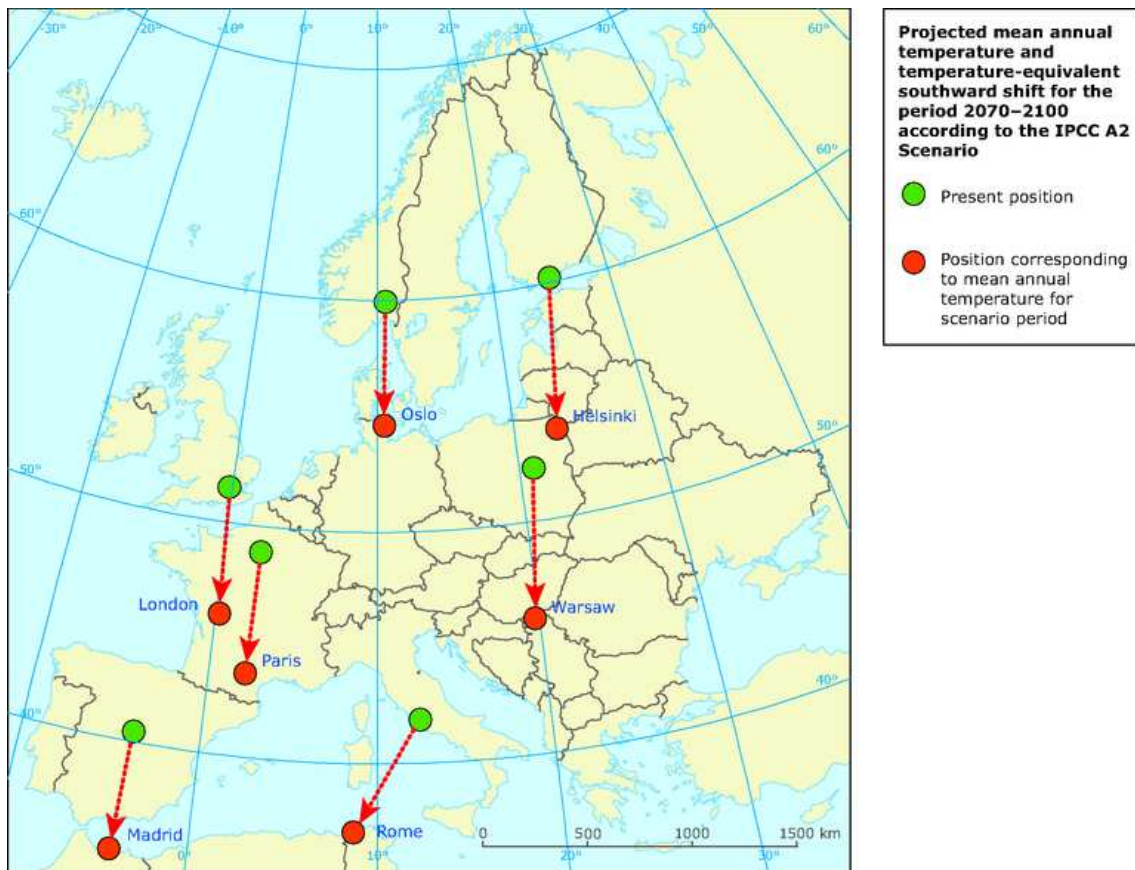 -30°
-20°
-10°
0°
10°
20°
30°
40°
50°
60°
60°
60°
50°
50°
40°
40°
Oslo
Helsinki
London
Warsaw
Paris
Madrid
Rome
0 500 1000 1500 km
0°
10°
20°
30°
Projected mean annual
temperature and
temperature-equivalent
southward shift for the
period 2070–2100
according to the IPCC A2
Scenario
Present position
Position corresponding
to mean annual
temperature for
scenario period